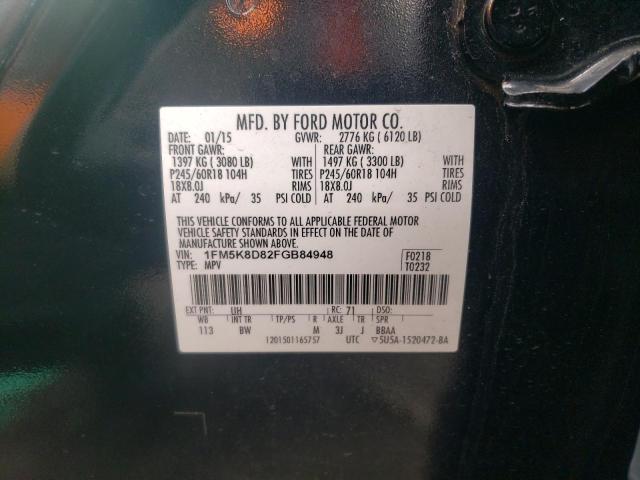 MFD. BY FORD MOTOR CO.
DATE: 01/15 GVWR: 2776 KG ( 6120 LB)
FRONT GAWR: REAR GAWR:
1397 KG ( 3080 LB) WITH 1497 KG ( 3300 LB) WITH
P245/60R18 104H TIRES P245/60R18 104H TIRES
18X8.0J RIMS 18X8.0J RIMS
AT 240 kPa/ 35 PSI COLD AT 240 kPa/ 35 PSI COLD
THIS VEHICLE CONFORMS TO ALL APPLICABLE FEDERAL MOTOR
VEHICLE SAFETY STANDARDS IN EFFECT ON THE DATE OF
MANUFACTURE SHOWN ABOVE.
VIN: 1FM5K8D82FGB84948 F0218
TYPE: MPV T0232
EXT PNT: UH RC: 71 DSO:
WB INT TR TP/PS R AXLE TR SPR
113 BW M 3J J BBAA
1201501165757 UTC ▽5U5A-1520472-BA